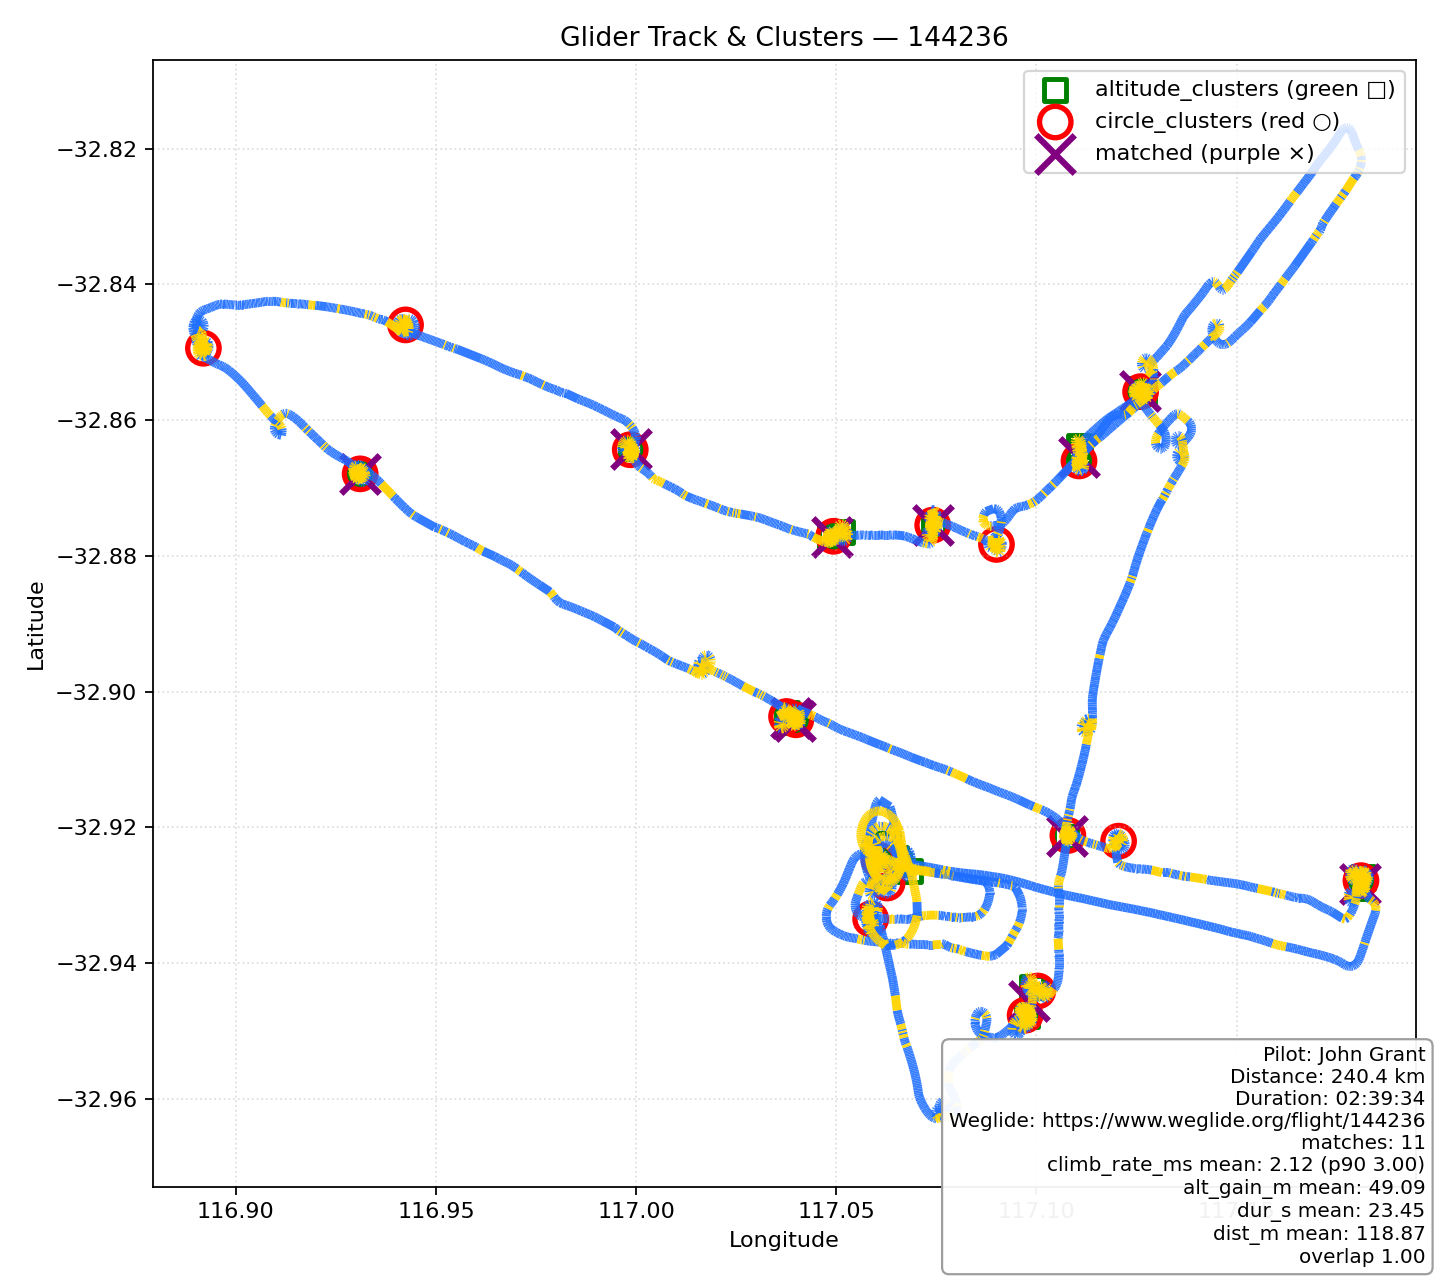 Glider Track & Clusters — 144236
altitude_clusters (green □)
circle_clusters (red ○)
matched (purple ×)
−32.82
−32.84
−32.86
−32.88
−32.90
−32.92
−32.94
−32.96
Latitude
116.90
116.95
117.00
117.05
117.10
Longitude
Pilot: John Grant
Distance: 240.4 km
Duration: 02:39:34
Weglide: https://www.weglide.org/flight/144236
matches: 11
climb_rate_ms mean: 2.12 (p90 3.00)
alt_gain_m mean: 49.09
dur_s mean: 23.45
dist_m mean: 118.87
overlap 1.00